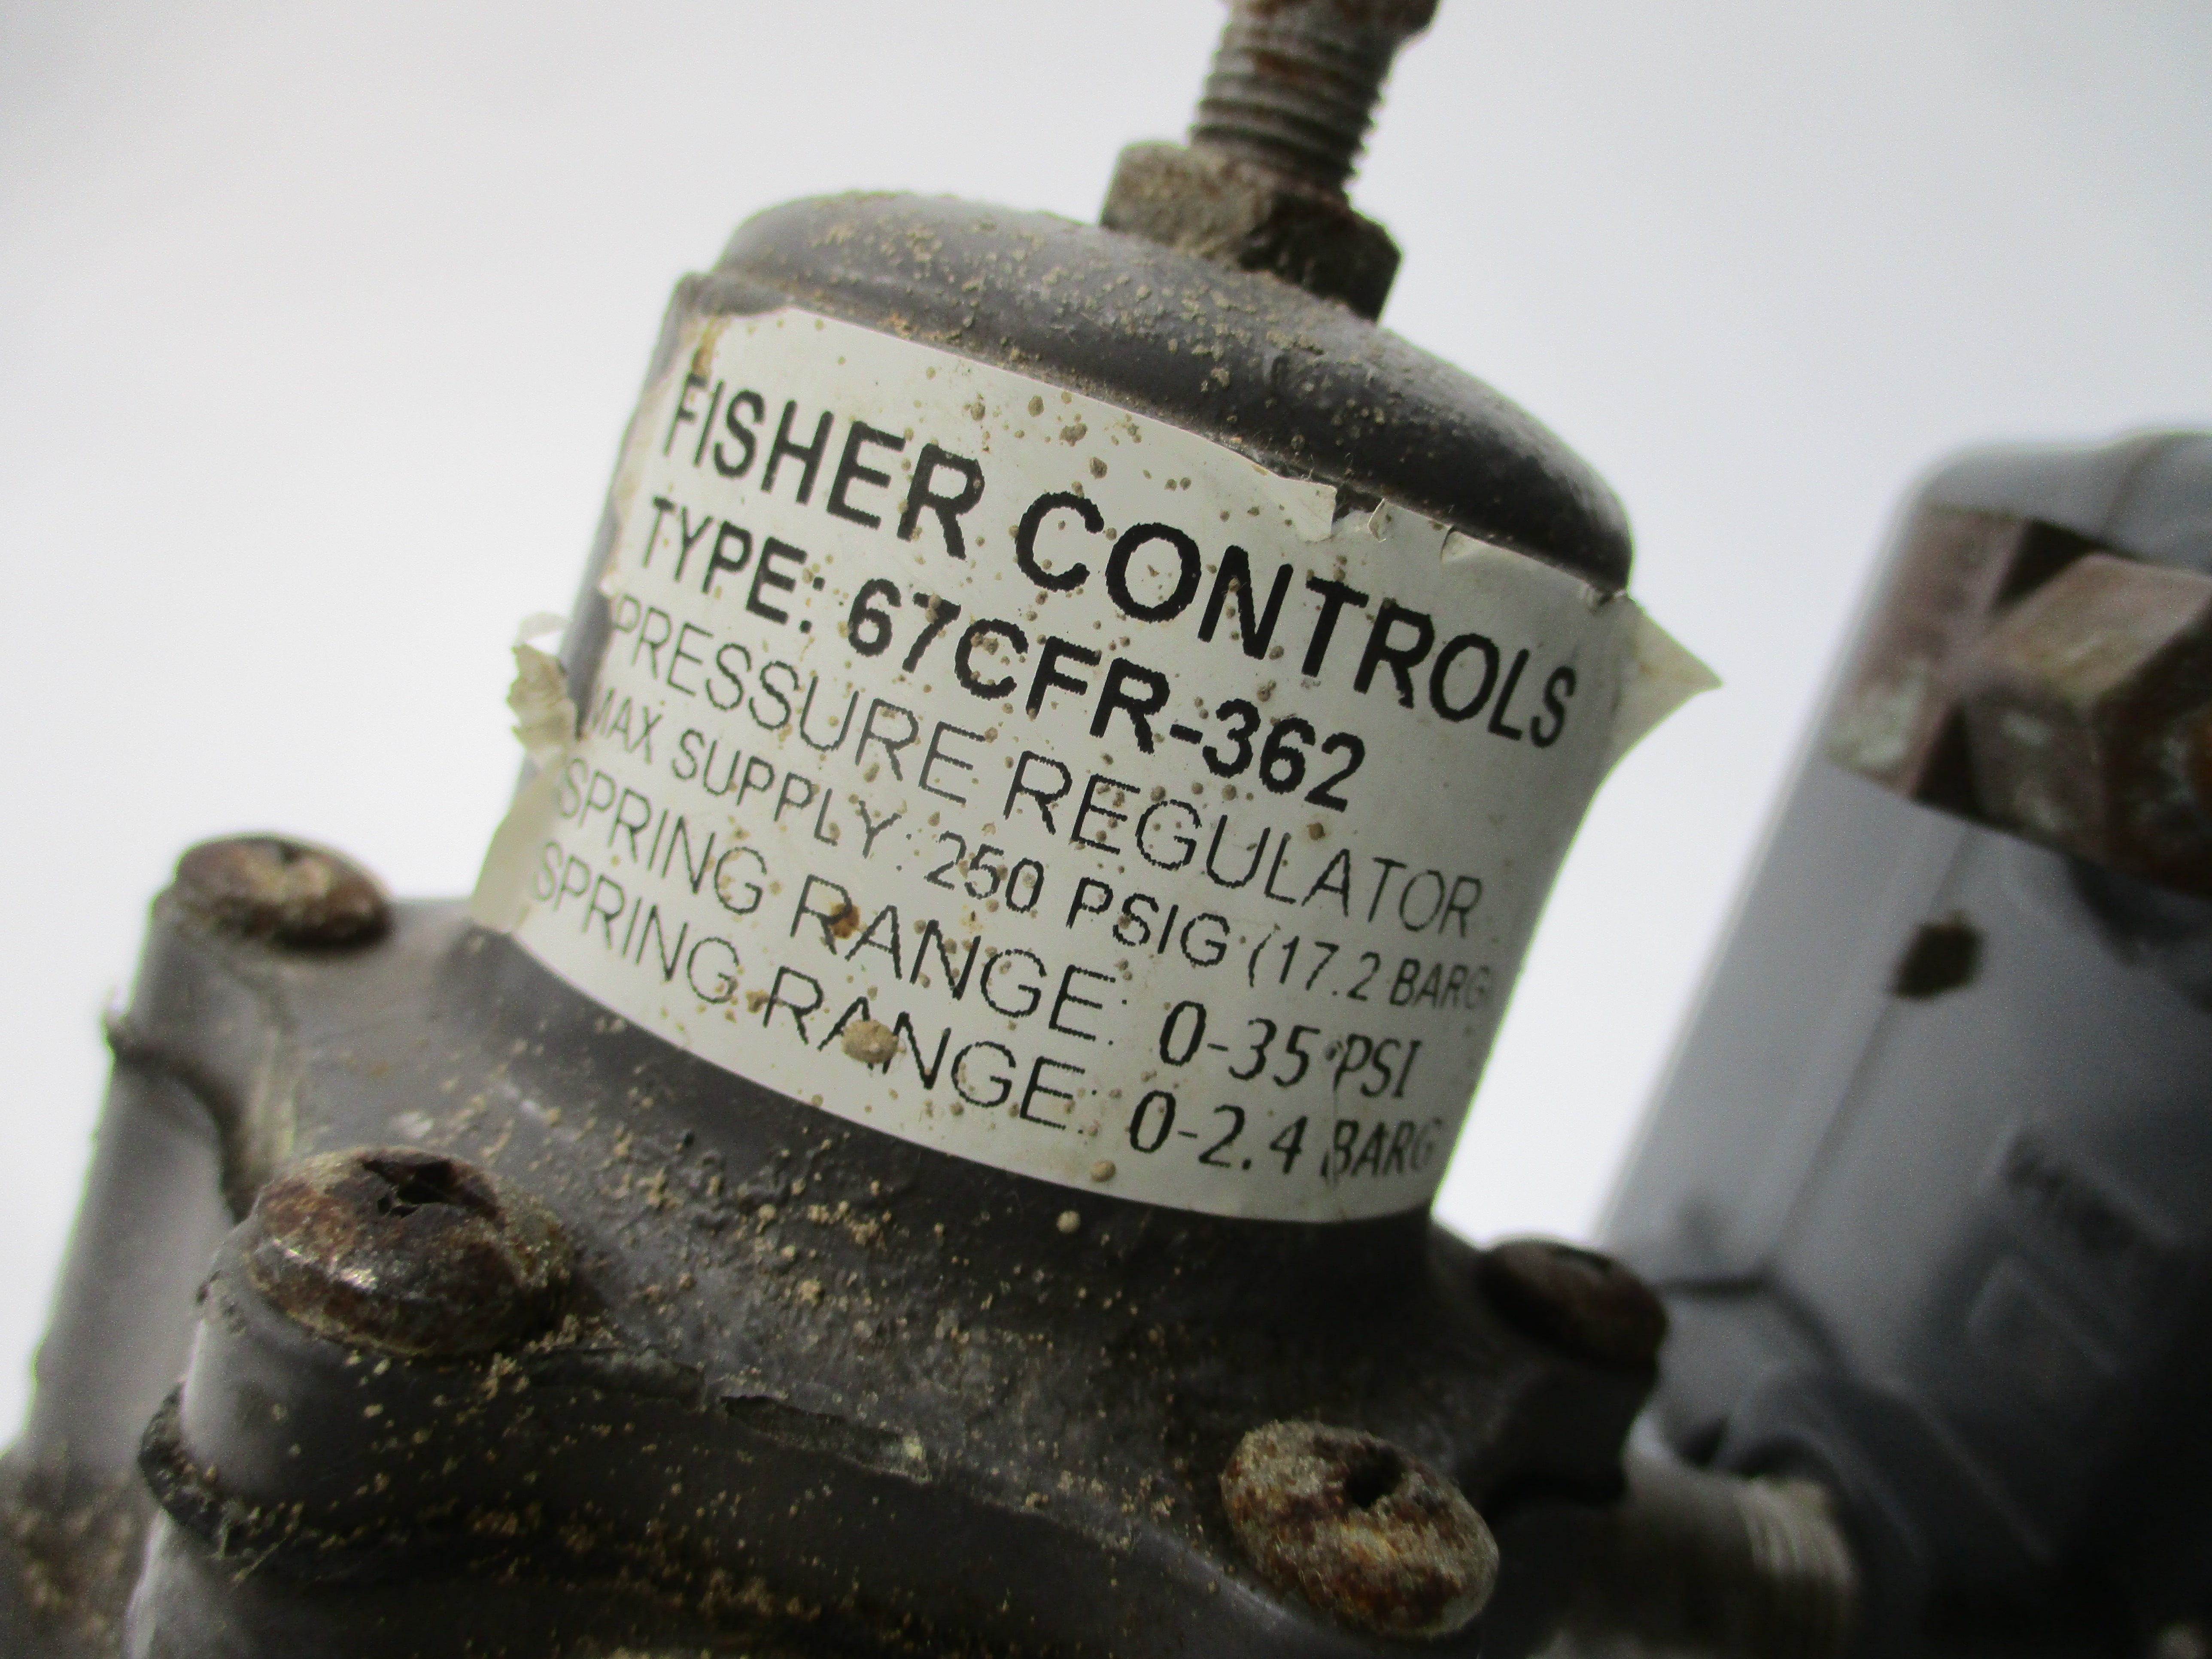 FISHER CONTROLS
TYPE: 67CFR-362
PRESSURE REGULATOR
MAX SUPPLY: 250 PSIG (17.2 BARG
SPRING RANGE: 0-35 PSI
SPRING RANGE: 0-2.4 BARG